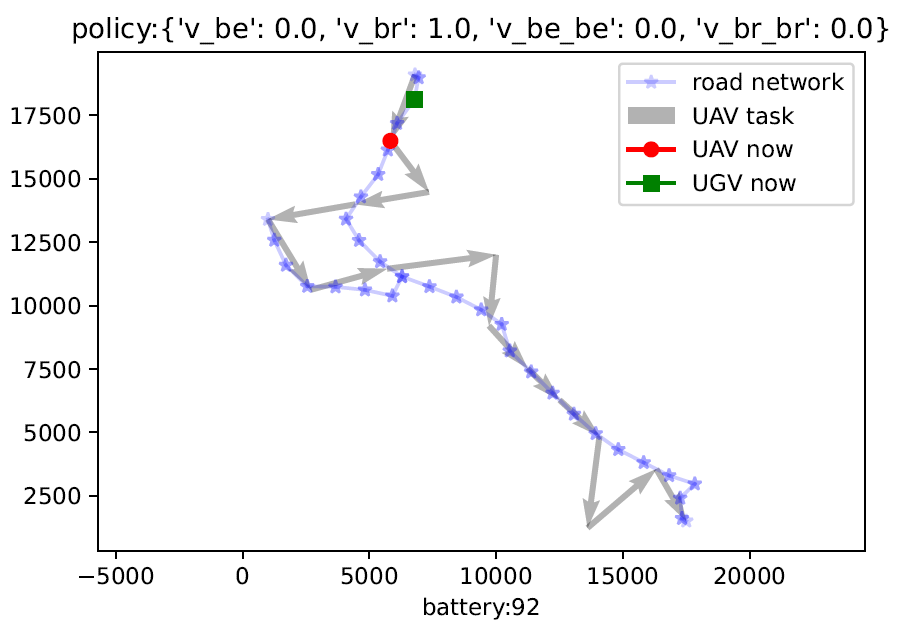 policy:{'v_be': 0.0, 'v_br': 1.0, 'v_be_be': 0.0, 'v_br_br': 0.0}
road network
UAV task
UAV now
UGV now
17500
15000
12500
10000
7500
5000
2500
−5000 0 5000 10000 15000 20000
battery:92